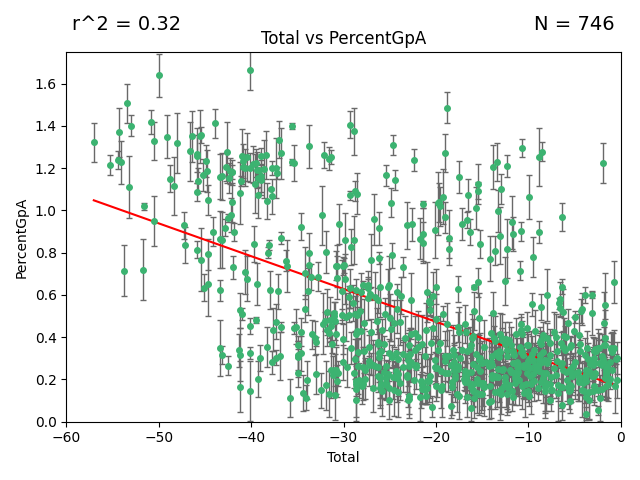 r^2 = 0.32 N = 746
Total vs PercentGpA
PercentGpA
1.6
1.4
1.2
1.0
0.8
0.6
0.4
0.2
0.0
−60 −50 −40 −30 −20 −10 0
Total